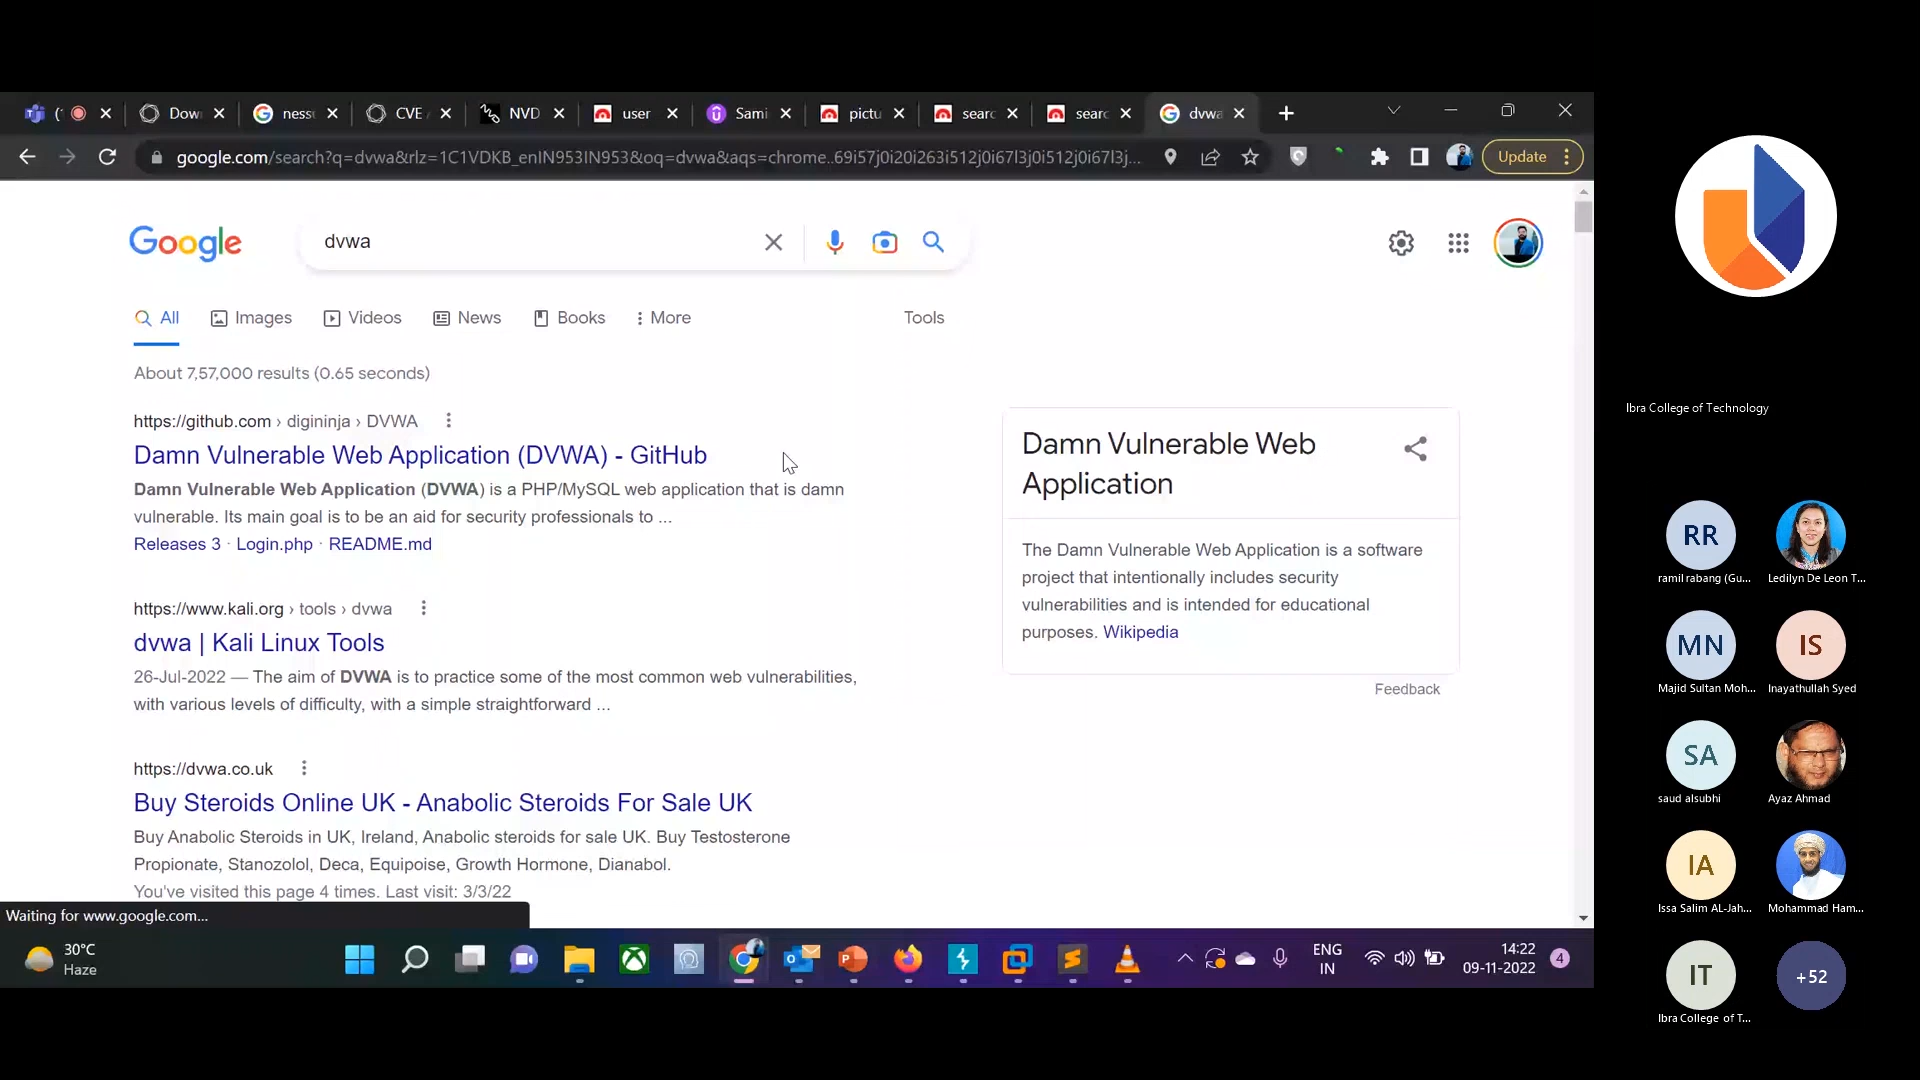 Dow
ness
CVE
NVD
user
Sami
pictu
searc
searc
dvwa
google.com/search?q=dvwa&rlz=1C1VDKB_enIN953IN953&oq=dvwa&aqs=chrome..69i57j0i20i263i512j0i67l3j0i512j0i67l3j...
Update
Google
dvwa
All
Images
Videos
News
Books
More
Tools
About 7,57,000 results (0.65 seconds)
https://github.com › digininja › DVWA
Damn Vulnerable Web Application (DVWA) - GitHub
Damn Vulnerable Web Application (DVWA) is a PHP/MySQL web application that is damn
vulnerable. Its main goal is to be an aid for security professionals to ...
Releases 3 · Login.php · README.md
https://www.kali.org › tools › dvwa
dvwa | Kali Linux Tools
26-Jul-2022 — The aim of DVWA is to practice some of the most common web vulnerabilities,
with various levels of difficulty, with a simple straightforward ...
https://dvwa.co.uk
Buy Steroids Online UK - Anabolic Steroids For Sale UK
Buy Anabolic Steroids in UK, Ireland, Anabolic steroids for sale UK. Buy Testosterone
Propionate, Stanozolol, Deca, Equipoise, Growth Hormone, Dianabol.
You've visited this page 4 times. Last visit: 3/3/22
Damn Vulnerable Web
Application
The Damn Vulnerable Web Application is a software
project that intentionally includes security
vulnerabilities and is intended for educational
purposes. Wikipedia
Feedback
Waiting for www.google.com...
30°C
Haze
ENG
IN
14:22
09-11-2022
4
Ibra College of Technology
RR
ramil rabang (Gu...
Ledilyn De Leon T...
MN
Majid Sultan Moh...
IS
Inayathullah Syed
SA
saud alsubhi
Ayaz Ahmad
IA
Issa Salim AL-Jah...
Mohammad Ham...
IT
Ibra College of T...
+52